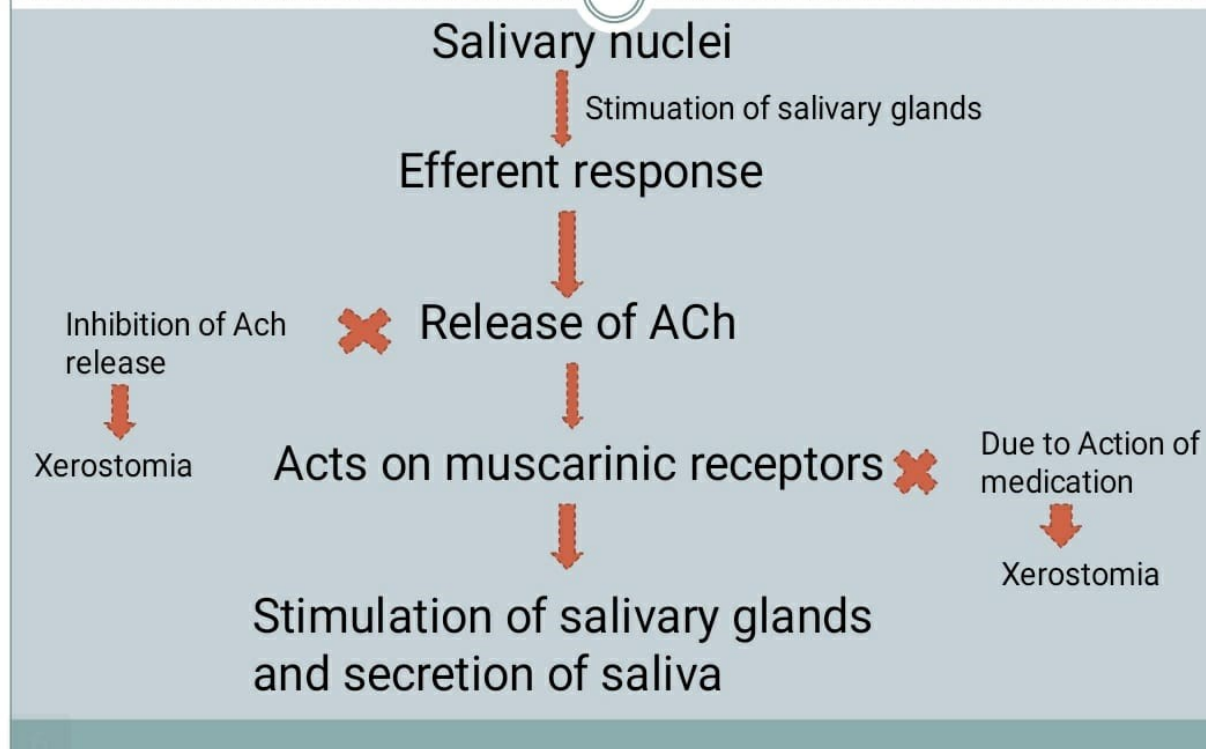 Salivary nuclei
Stimuation of salivary glands
Efferent response
Release of ACh
Inhibition of Ach
release
Xerostomia
Acts on muscarinic receptors
Due to Action of
medication
Xerostomia
Stimulation of salivary glands
and secretion of saliva